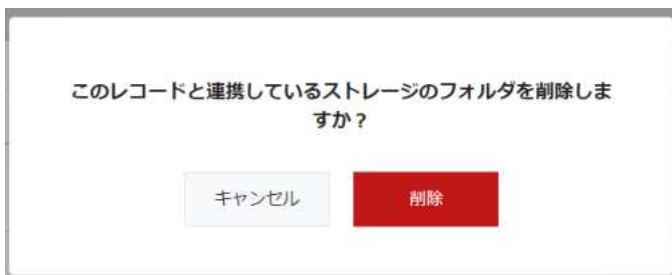 このレコードと連携しているストレージのフォルダを削除しま
すか？
キャンセル
削除